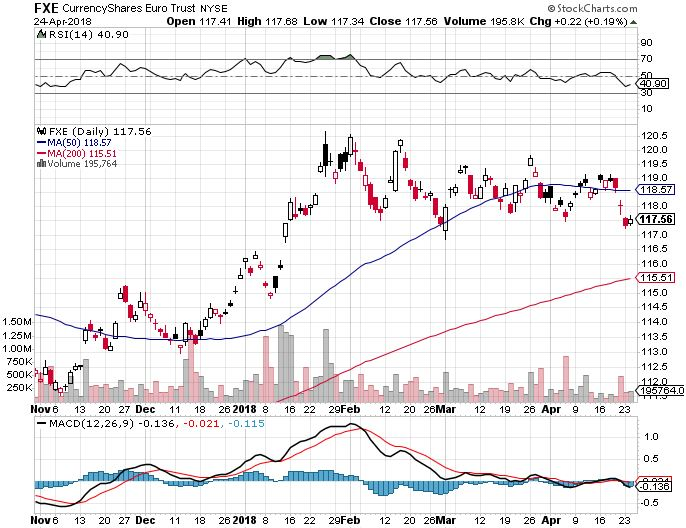 FXE CurrencyShares Euro Trust NYSE © StockCharts.com
24-Apr-2018 Open 117.41 High 117.68 Low 117.34 Close 117.56 Volume 195.8K Chg +0.22 (+0.19%)
RSI(14) 40.90
90
70
50
40.90
30
10
FXE (Daily) 117.56
MA(50) 118.57
MA(200) 115.51
Volume 195,764
120.5
120.0
119.5
119.0
118.57
118.0
117.56
117.0
116.5
116.0
115.51
115.0
114.5
114.0
113.5
113.0
112.5
112.0
195764.0
1.50M
1.25M
1000K
750K
500K
250K
Nov 6 13 20 27 Dec 11 18 26 2018 8 16 22 29 Feb 12 20 26 Mar 12 19 26 Apr 9 16 23
MACD(12,26,9) -0.136, -0.021, -0.115
1.0
0.5
-0.136
-0.5
Nov 6 13 20 27 Dec 11 18 26 2018 8 16 22 29 Feb 12 20 26 Mar 12 19 26 Apr 9 16 23